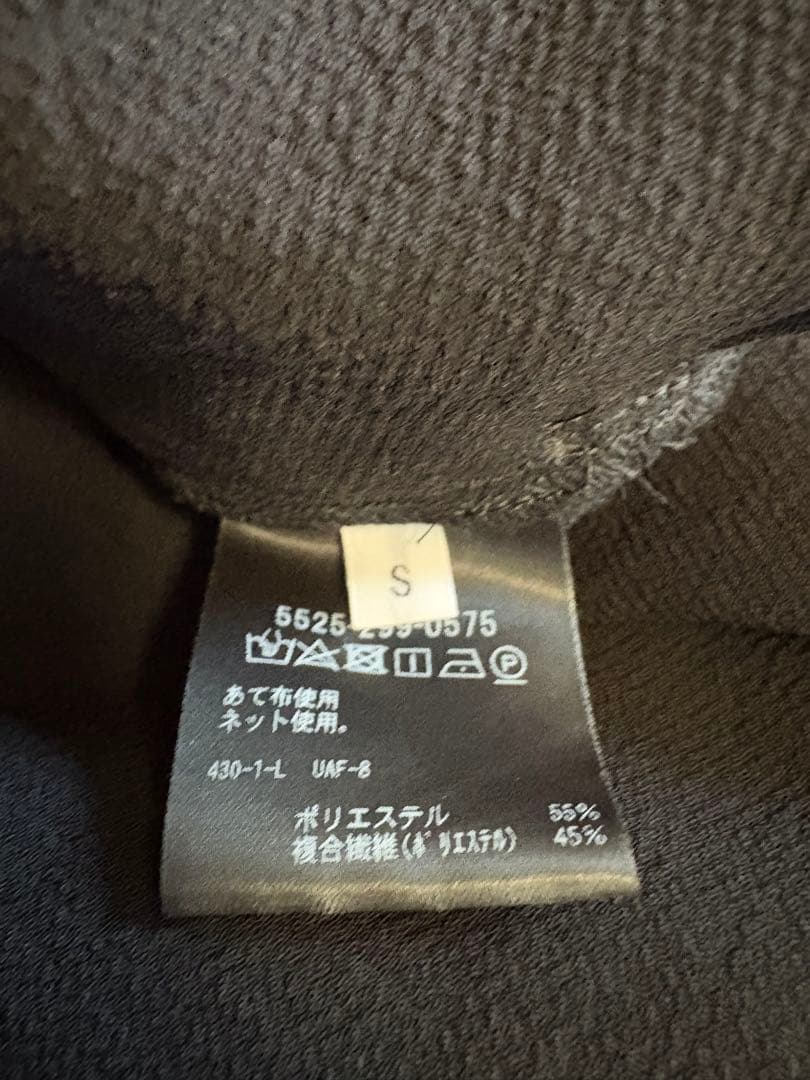 S
5525-299-0575
P
あて布使用
ネット使用。
430-1-L UAF-8
ポリエステル 55%
複合繊維(ポリエステル) 45%